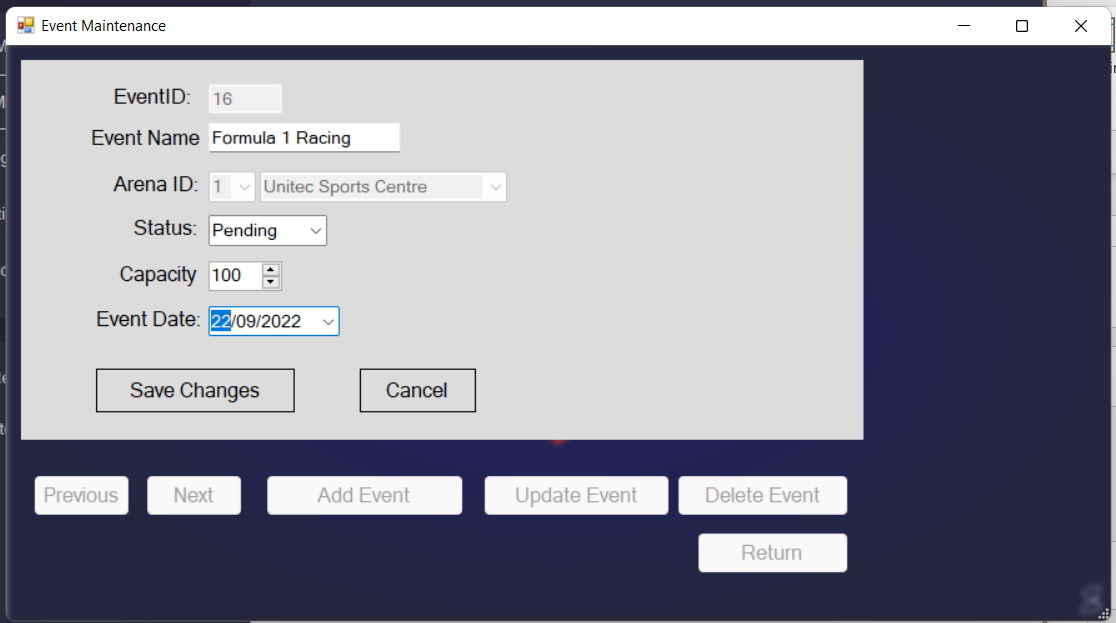 Event Maintenance
EventID: 16
Event Name Formula 1 Racing
Arena ID: 1 Unitec Sports Centre
Status: Pending
Capacity 100
Event Date: 22/09/2022
Save Changes Cancel
Previous Next Add Event Update Event Delete Event
Return